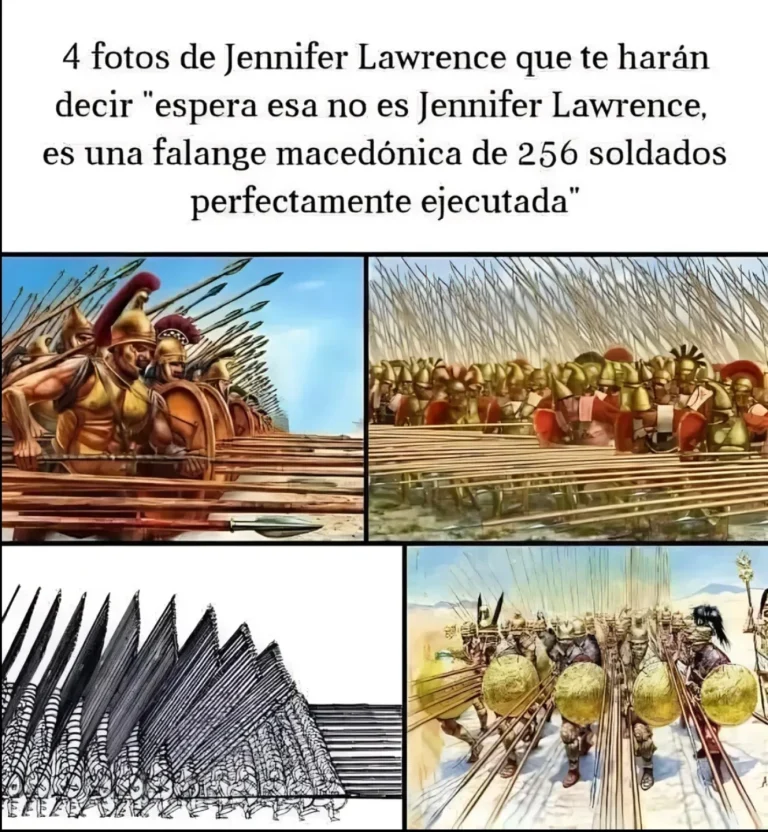 4 fotos de Jennifer Lawrence que te harán
decir "espera esa no es Jennifer Lawrence,
es una falange macedónica de 256 soldados
perfectamente ejecutada"